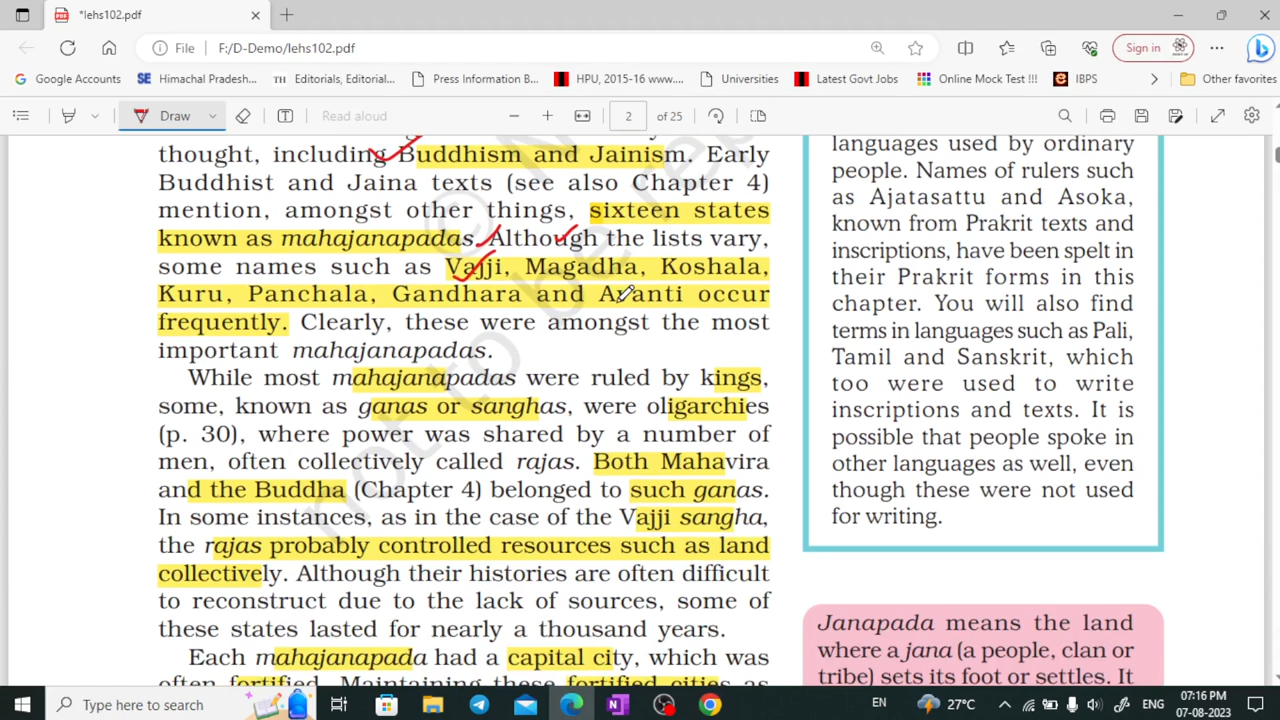 *lehs102.pdf
File F:/D-Demo/lehs102.pdf Sign in
Google Accounts SE Himachal Pradesh... TH Editorials, Editorial... Press Information B... HPU, 2015-16 www.... Universities Latest Govt Jobs Online Mock Test !!! IBPS Other favorites
Draw Read aloud 2 of 25
thought, including Buddhism and Jainism. Early
Buddhist and Jaina texts (see also Chapter 4)
mention, amongst other things, sixteen states
known as mahajanapadas. Although the lists vary,
some names such as Vajji, Magadha, Koshala,
Kuru, Panchala, Gandhara and Avanti occur
frequently. Clearly, these were amongst the most
important mahajanapadas.
While most mahajanapadas were ruled by kings,
some, known as ganas or sanghas, were oligarchies
(p. 30), where power was shared by a number of
men, often collectively called rajas. Both Mahavira
and the Buddha (Chapter 4) belonged to such ganas.
In some instances, as in the case of the Vajji sangha,
the rajas probably controlled resources such as land
collectively. Although their histories are often difficult
to reconstruct due to the lack of sources, some of
these states lasted for nearly a thousand years.
Each mahajanapada had a capital city, which was
often fortified. Maintaining these fortified cities as
languages used by ordinary
people. Names of rulers such
as Ajatasattu and Asoka,
known from Prakrit texts and
inscriptions, have been spelt in
their Prakrit forms in this
chapter. You will also find
terms in languages such as Pali,
Tamil and Sanskrit, which
too were used to write
inscriptions and texts. It is
possible that people spoke in
other languages as well, even
though these were not used
for writing.
Janapada means the land
where a jana (a people, clan or
tribe) sets its foot or settles. It
not to be rep
© N
Type here to search EN 27°C ENG 07:16 PM
07-08-2023